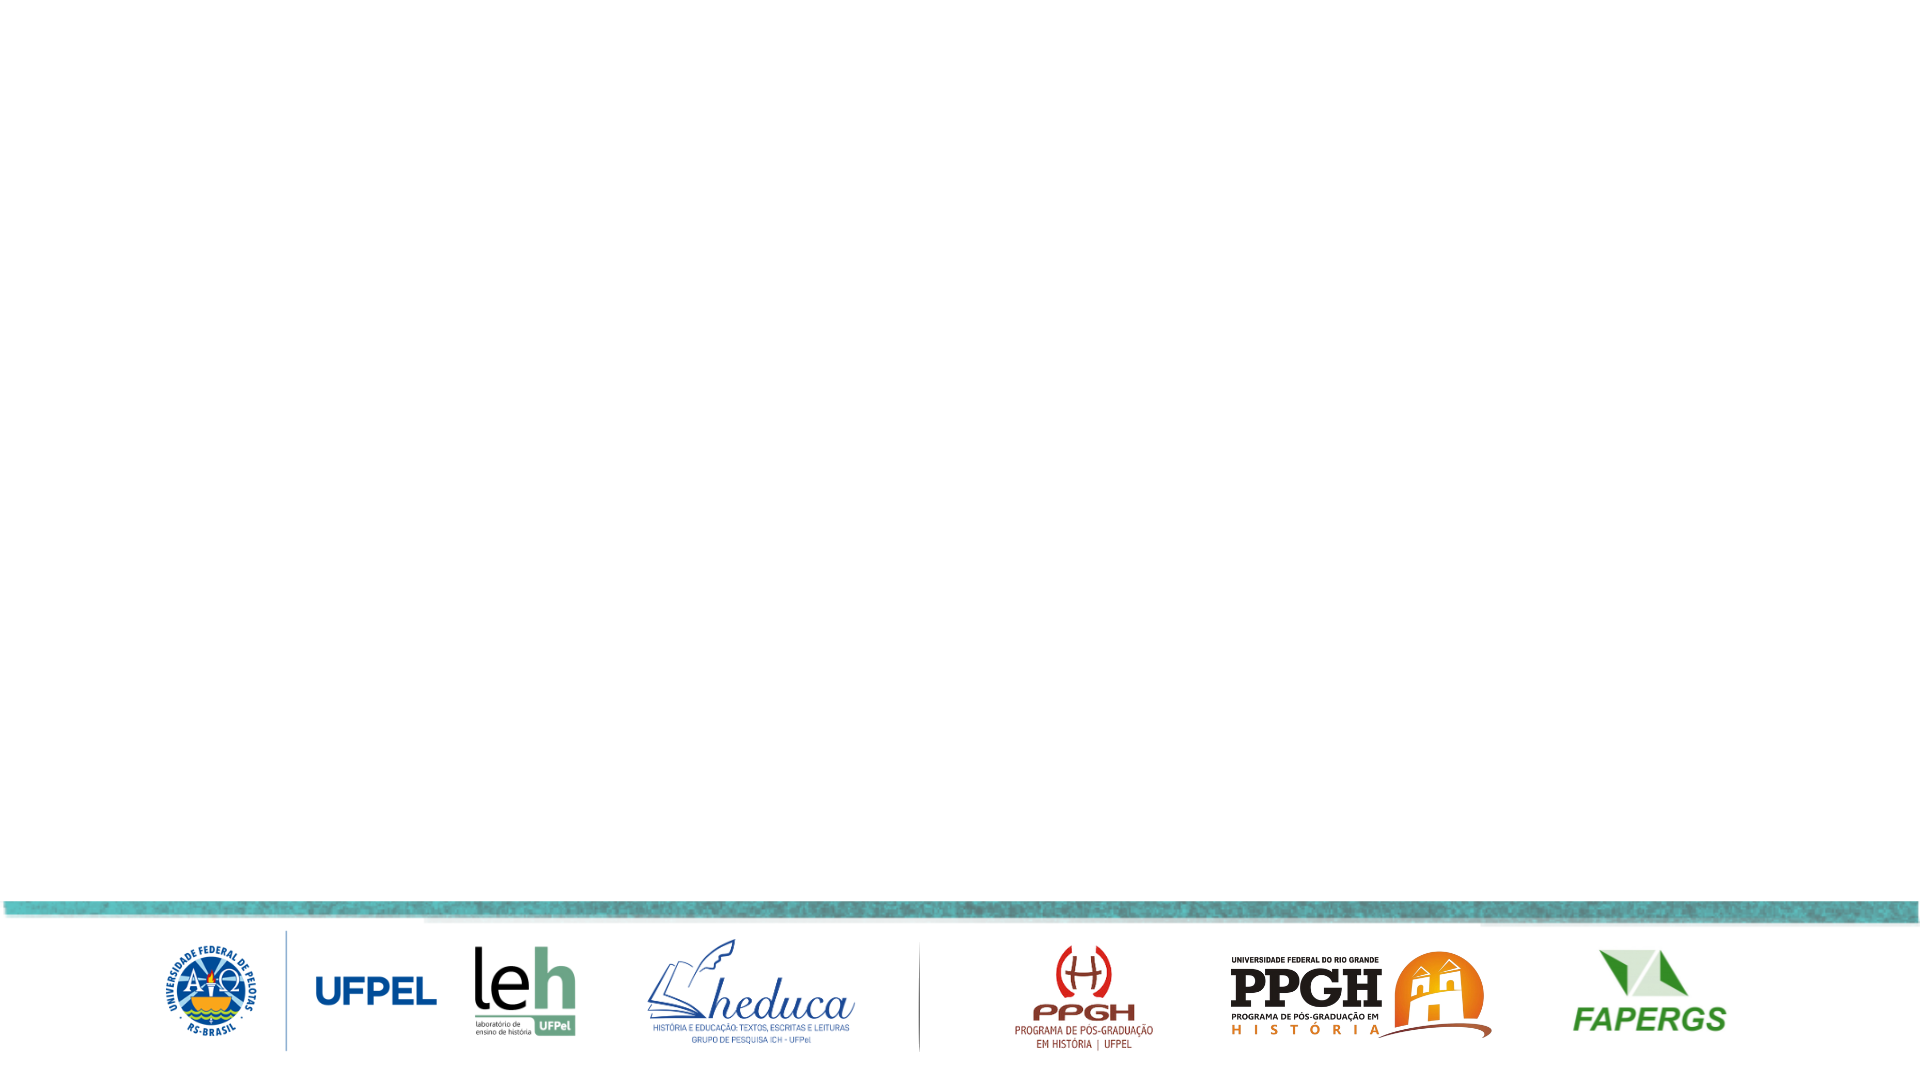 UNIVERSIDADE FEDERAL DE PELOTAS
RS-BRASIL
ΑΩ
UFPEL
leh
laboratório de
ensino de história
UFPel
heduca
HISTÓRIA E EDUCAÇÃO: TEXTOS, ESCRITAS E LEITURAS
GRUPO DE PESQUISA ICH - UFPel
PPGH
PROGRAMA DE PÓS-GRADUAÇÃO
EM HISTÓRIA | UFPEL
UNIVERSIDADE FEDERAL DO RIO GRANDE
PPGH
PROGRAMA DE PÓS-GRADUAÇÃO EM
HISTÓRIA
FAPERGS